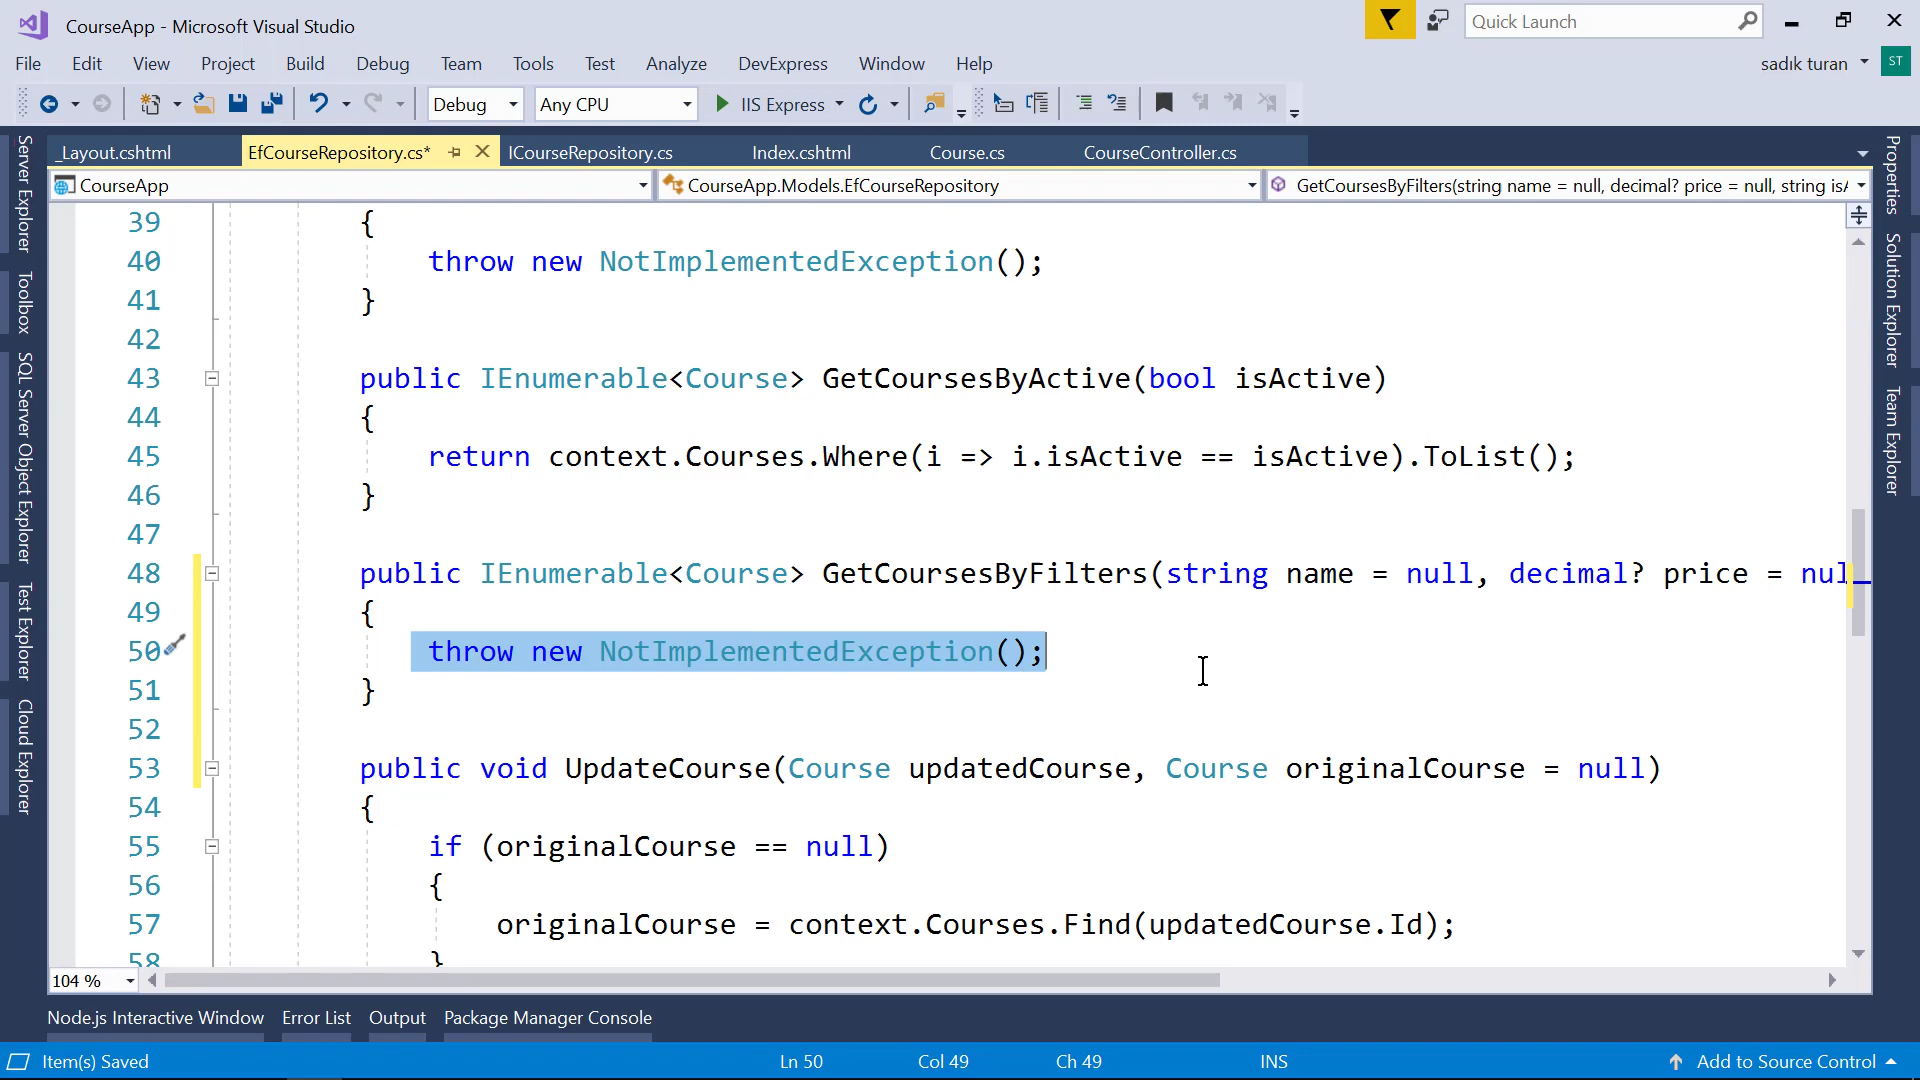 CourseApp - Microsoft Visual Studio
Quick Launch
File Edit View Project Build Debug Team Tools Test Analyze DevExpress Window Help
sadık turan
ST
Debug Any CPU IIS Express
_Layout.cshtml EfCourseRepository.cs* ICourseRepository.cs Index.cshtml Course.cs CourseController.cs
CourseApp CourseApp.Models.EfCourseRepository GetCoursesByFilters(string name = null, decimal? price = null, string isA
39 {
40 throw new NotImplementedException();
41 }
42
43 public IEnumerable<Course> GetCoursesByActive(bool isActive)
44 {
45 return context.Courses.Where(i => i.isActive == isActive).ToList();
46 }
47
48 public IEnumerable<Course> GetCoursesByFilters(string name = null, decimal? price = nul
49 {
50 throw new NotImplementedException();
51 }
52
53 public void UpdateCourse(Course updatedCourse, Course originalCourse = null)
54 {
55 if (originalCourse == null)
56 {
57 originalCourse = context.Courses.Find(updatedCourse.Id);
58 }
104 %
Server Explorer
Toolbox
SQL Server Object Explorer
Test Explorer
Cloud Explorer
Properties
Solution Explorer
Team Explorer
Node.js Interactive Window Error List Output Package Manager Console
Item(s) Saved Ln 50 Col 49 Ch 49 INS Add to Source Control